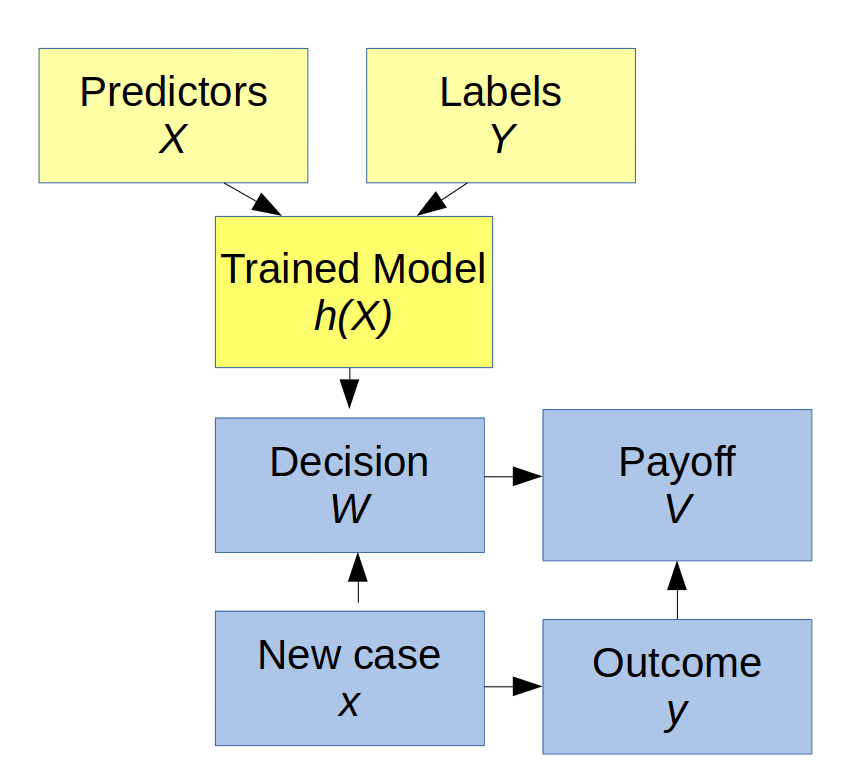 Predictors
X
Labels
Y
Trained Model
h(X)
Decision
W
Payoff
V
New case
x
Outcome
y